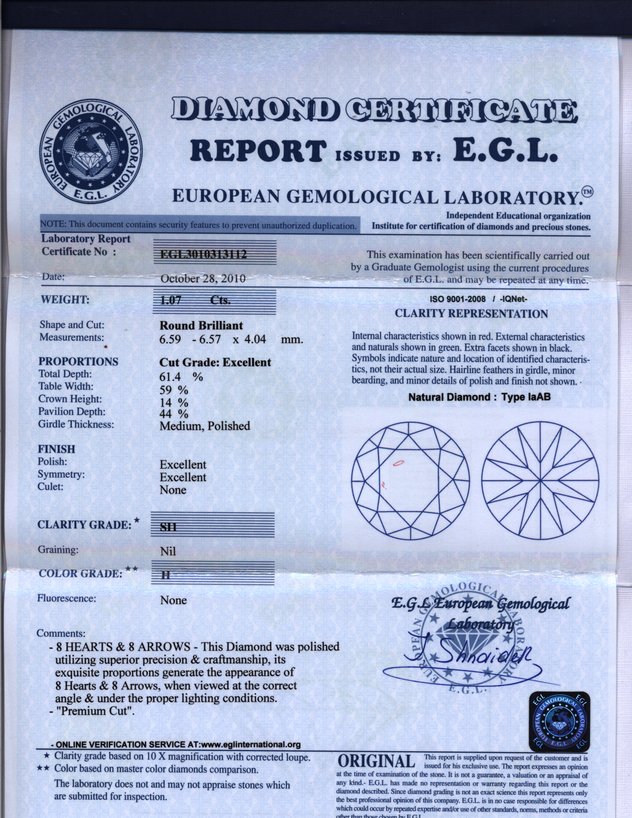 DIAMOND CERTIFICATE
REPORT ISSUED BY: E.G.L.
EUROPEAN GEMOLOGICAL LABORATORY.™
EUROPEAN GEMOLOGICAL LABORATORY
E.G.L.
Independent Educational organization
Institute for certification of diamonds and precious stones.
NOTE: This document contains security features to prevent unauthorized duplication.
Laboratory Report
Certificate No : EGL3010313112
Date: October 28, 2010
WEIGHT: 1.07 Cts.
Shape and Cut: Round Brilliant
Measurements: 6.59 - 6.57 x 4.04 mm.
PROPORTIONS Cut Grade: Excellent
Total Depth: 61.4 %
Table Width: 59 %
Crown Height: 14 %
Pavilion Depth: 44 %
Girdle Thickness: Medium, Polished
FINISH
Polish: Excellent
Symmetry: Excellent
Culet: None
CLARITY GRADE: ★ SI1
Graining: Nil
COLOR GRADE: ★★ H
Fluorescence: None
Comments:
- 8 HEARTS & 8 ARROWS - This Diamond was polished
utilizing superior precision & craftmanship, its
exquisite proportions generate the appearance of
8 Hearts & 8 Arrows, when viewed at the correct
angle & under the proper lighting conditions.
- "Premium Cut".
- ONLINE VERIFICATION SERVICE AT:www.eglinternational.org
★ Clarity grade based on 10 X magnification with corrected loupe.
★★ Color based on master color diamonds comparison.
The laboratory does not and may not appraise stones which
are submitted for inspection.
This examination has been scientifically carried out
by a Graduate Gemologist using the current procedures
of E.G.L. and may be repeated at any time.
ISO 9001-2008 / -IQNet-
CLARITY REPRESENTATION
Internal characteristics shown in red. External characteristics
and naturals shown in green. Extra facets shown in black.
Symbols indicate nature and location of identified characteris-
tics, not their actual size. Hairline feathers in girdle, minor
bearding, and minor details of polish and finish not shown.
Natural Diamond : Type IaAB
E.G.L European Gemological
Laboratory
EUROPEAN GEMOLOGICAL LABORATORY
E.G.L.
EGL
EGL
E.G.L.
EGL
EGL
ORIGINAL This report is supplied upon request of the customer and is
issued for his exclusive use. The report expresses an opinion
at the time of examination of the stone. It is not a guarantee, a valuation or an appraisal of
any kind.- E.G.L. has made no representation or warranty regarding this report or the
diamond described. Since diamond grading is not an exact science this report represents only
the best professional opinion of this company. E.G.L. is in no case responsible for differences
which could occur by repeated expertise and/or use of other standards, norms, methods or criteria
other than those chosen by E.G.L.